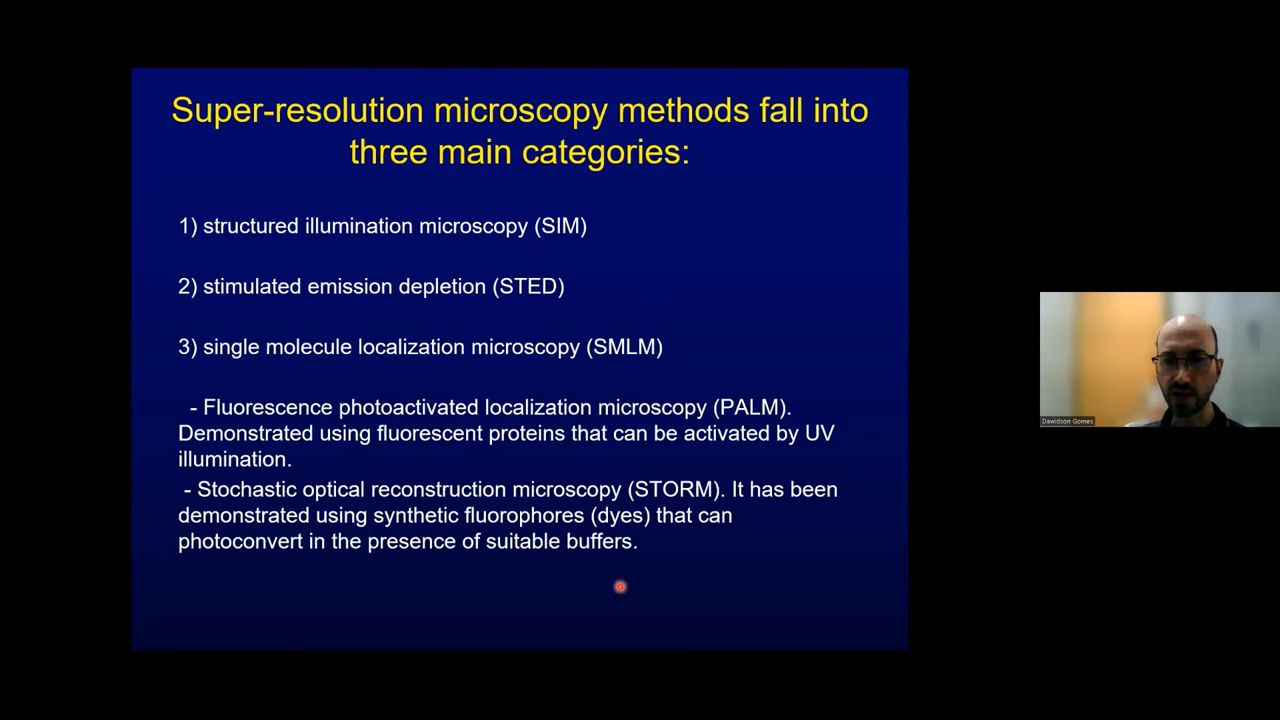 Super-resolution microscopy methods fall into
three main categories:
1) structured illumination microscopy (SIM)
2) stimulated emission depletion (STED)
3) single molecule localization microscopy (SMLM)
- Fluorescence photoactivated localization microscopy (PALM).
Demonstrated using fluorescent proteins that can be activated by UV
illumination.
- Stochastic optical reconstruction microscopy (STORM). It has been
demonstrated using synthetic fluorophores (dyes) that can
photoconvert in the presence of suitable buffers.
Dawidson Gomes